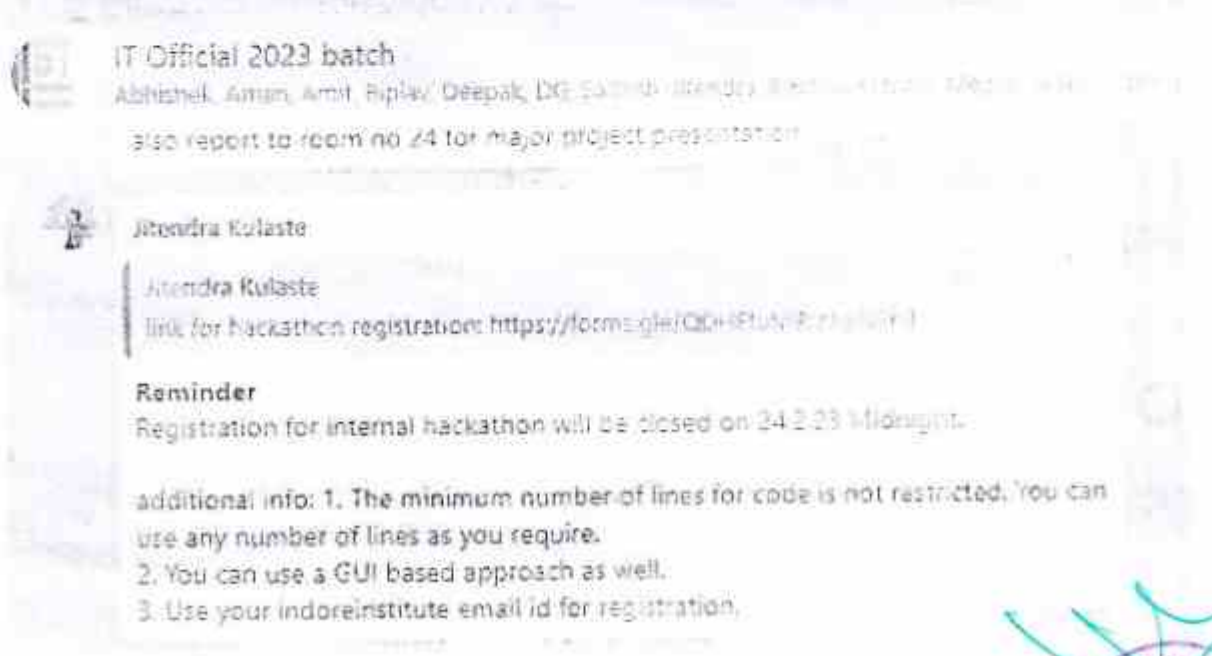 IT Official 2023 batch
Abhishek, Aman, Amit, Biplav, Deepak, DG
also report to room no 24 for major project presentation
Jitendra Kulaste
Jitendra Kulaste
link for hackathon registration: https://forms.gle/
Reminder
Registration for internal hackathon will be closed on 24.2.23 Midnight.
additional info: 1. The minimum number of lines for code is not restricted. You can
use any number of lines as you require.
2. You can use a GUI based approach as well.
3. Use your indoreinstitute email id for registration.